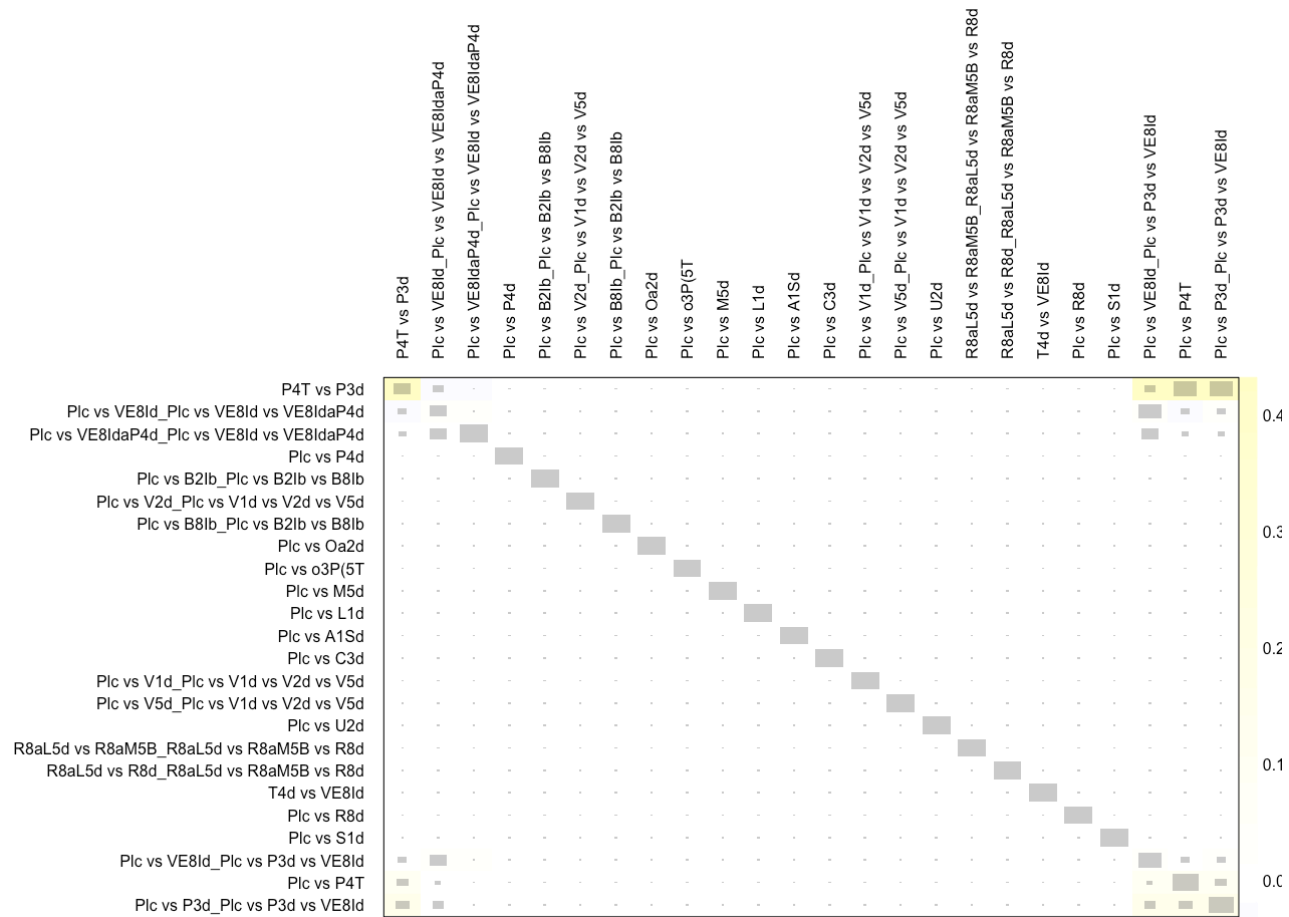 P4T vs P3d
Plc vs VE8Id_Plc vs VE8Id vs VE8IdaP4d
Plc vs VE8IdaP4d_Plc vs VE8Id vs VE8IdaP4d
Plc vs P4d
Plc vs B2Ib_Plc vs B2Ib vs B8Ib
Plc vs V2d_Plc vs V1d vs V2d vs V5d
Plc vs B8Ib_Plc vs B2Ib vs B8Ib
Plc vs Oa2d
Plc vs o3P(5T
Plc vs M5d
Plc vs L1d
Plc vs A1Sd
Plc vs C3d
Plc vs V1d_Plc vs V1d vs V2d vs V5d
Plc vs V5d_Plc vs V1d vs V2d vs V5d
Plc vs U2d
R8aL5d vs R8aM5B_R8aL5d vs R8aM5B vs R8d
R8aL5d vs R8d_R8aL5d vs R8aM5B vs R8d
T4d vs VE8Id
Plc vs R8d
Plc vs S1d
Plc vs VE8Id_Plc vs P3d vs VE8Id
Plc vs P4T
Plc vs P3d_Plc vs P3d vs VE8Id
P4T vs P3d
Plc vs VE8Id_Plc vs VE8Id vs VE8IdaP4d
Plc vs VE8IdaP4d_Plc vs VE8Id vs VE8IdaP4d
Plc vs P4d
Plc vs B2Ib_Plc vs B2Ib vs B8Ib
Plc vs V2d_Plc vs V1d vs V2d vs V5d
Plc vs B8Ib_Plc vs B2Ib vs B8Ib
Plc vs Oa2d
Plc vs o3P(5T
Plc vs M5d
Plc vs L1d
Plc vs A1Sd
Plc vs C3d
Plc vs V1d_Plc vs V1d vs V2d vs V5d
Plc vs V5d_Plc vs V1d vs V2d vs V5d
Plc vs U2d
R8aL5d vs R8aM5B_R8aL5d vs R8aM5B vs R8d
R8aL5d vs R8d_R8aL5d vs R8aM5B vs R8d
T4d vs VE8Id
Plc vs R8d
Plc vs S1d
Plc vs VE8Id_Plc vs P3d vs VE8Id
Plc vs P4T
Plc vs P3d_Plc vs P3d vs VE8Id
0.4
0.3
0.2
0.1
0.0